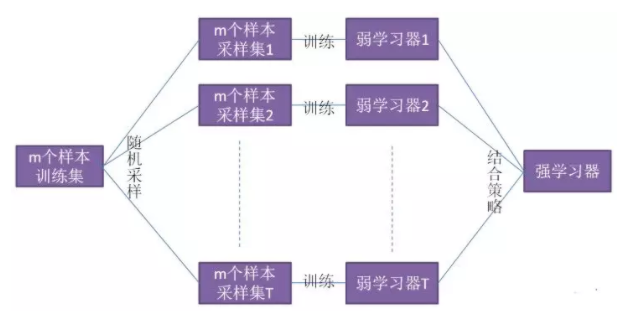 m个样本
采样集1
训练
弱学习器1
m个样本
采样集2
训练
弱学习器2
m个样本
训练集
随机采样
结合策略
强学习器
m个样本
采样集T
训练
弱学习器T